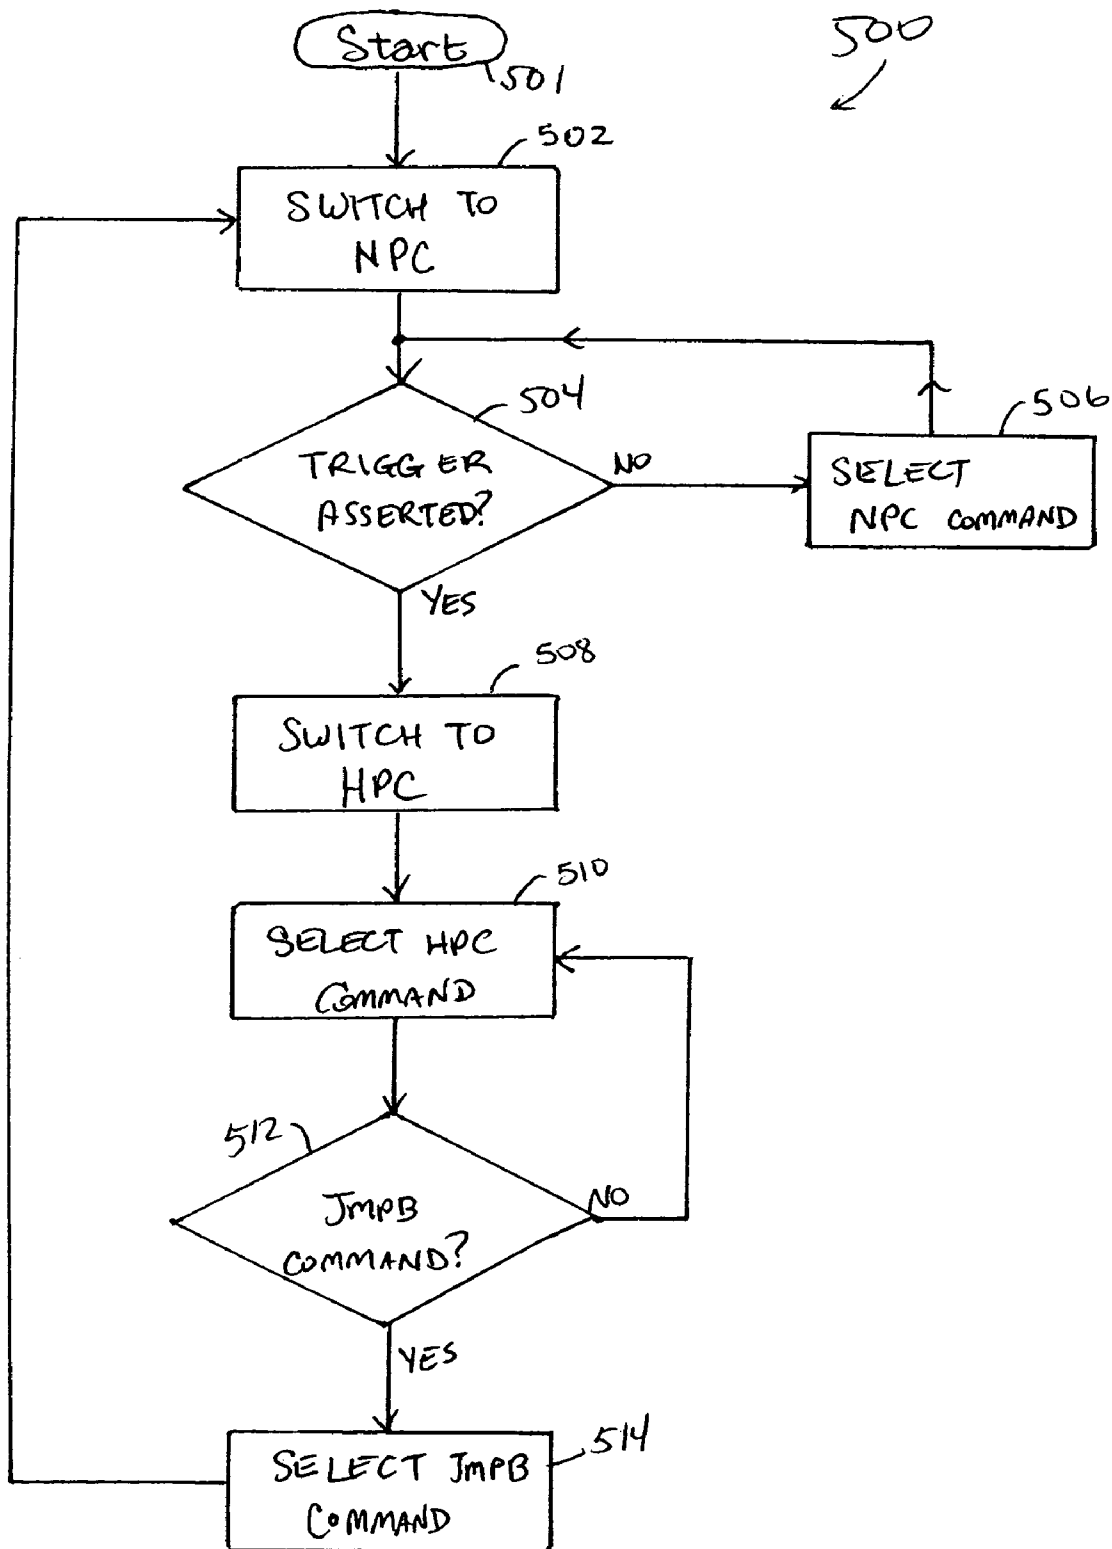 500
Start
501
502
SWITCH TO
NPC
504
TRIGGER
ASSERTED?
NO
506
SELECT
NPC COMMAND
YES
508
SWITCH TO
HPC
510
SELECT HPC
COMMAND
512
JMPB
COMMAND?
NO
YES
514
SELECT JMPB
COMMAND